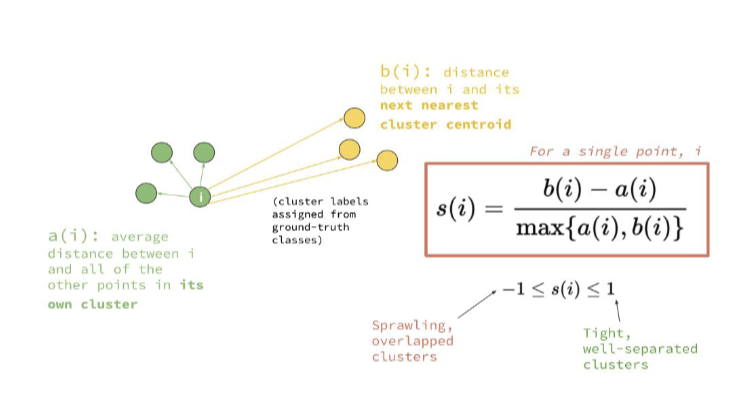 b(i): distance
between i and its
next nearest
cluster centroid
For a single point, i
i
(cluster labels
assigned from
ground-truth
classes)
s(i) = \frac{b(i) − a(i)}{max{a(i), b(i)}}
a(i): average
distance between i
and all of the
other points in its
own cluster
−1 ≤ s(i) ≤ 1
Sprawling,
overlapped
clusters
Tight,
well-separated
clusters